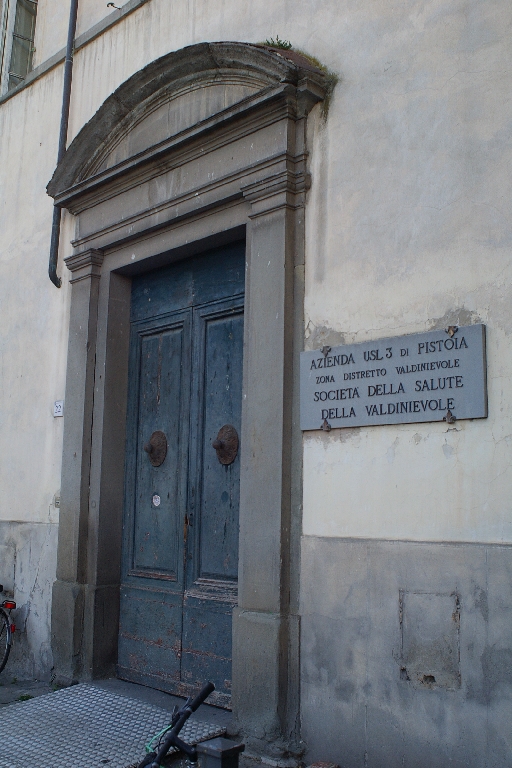 AZIENDA USL 3 DI PISTOIA
ZONA DISTRETTO VALDINIEVOLE
SOCIETA DELLA SALUTE
DELLA VALDINIEVOLE